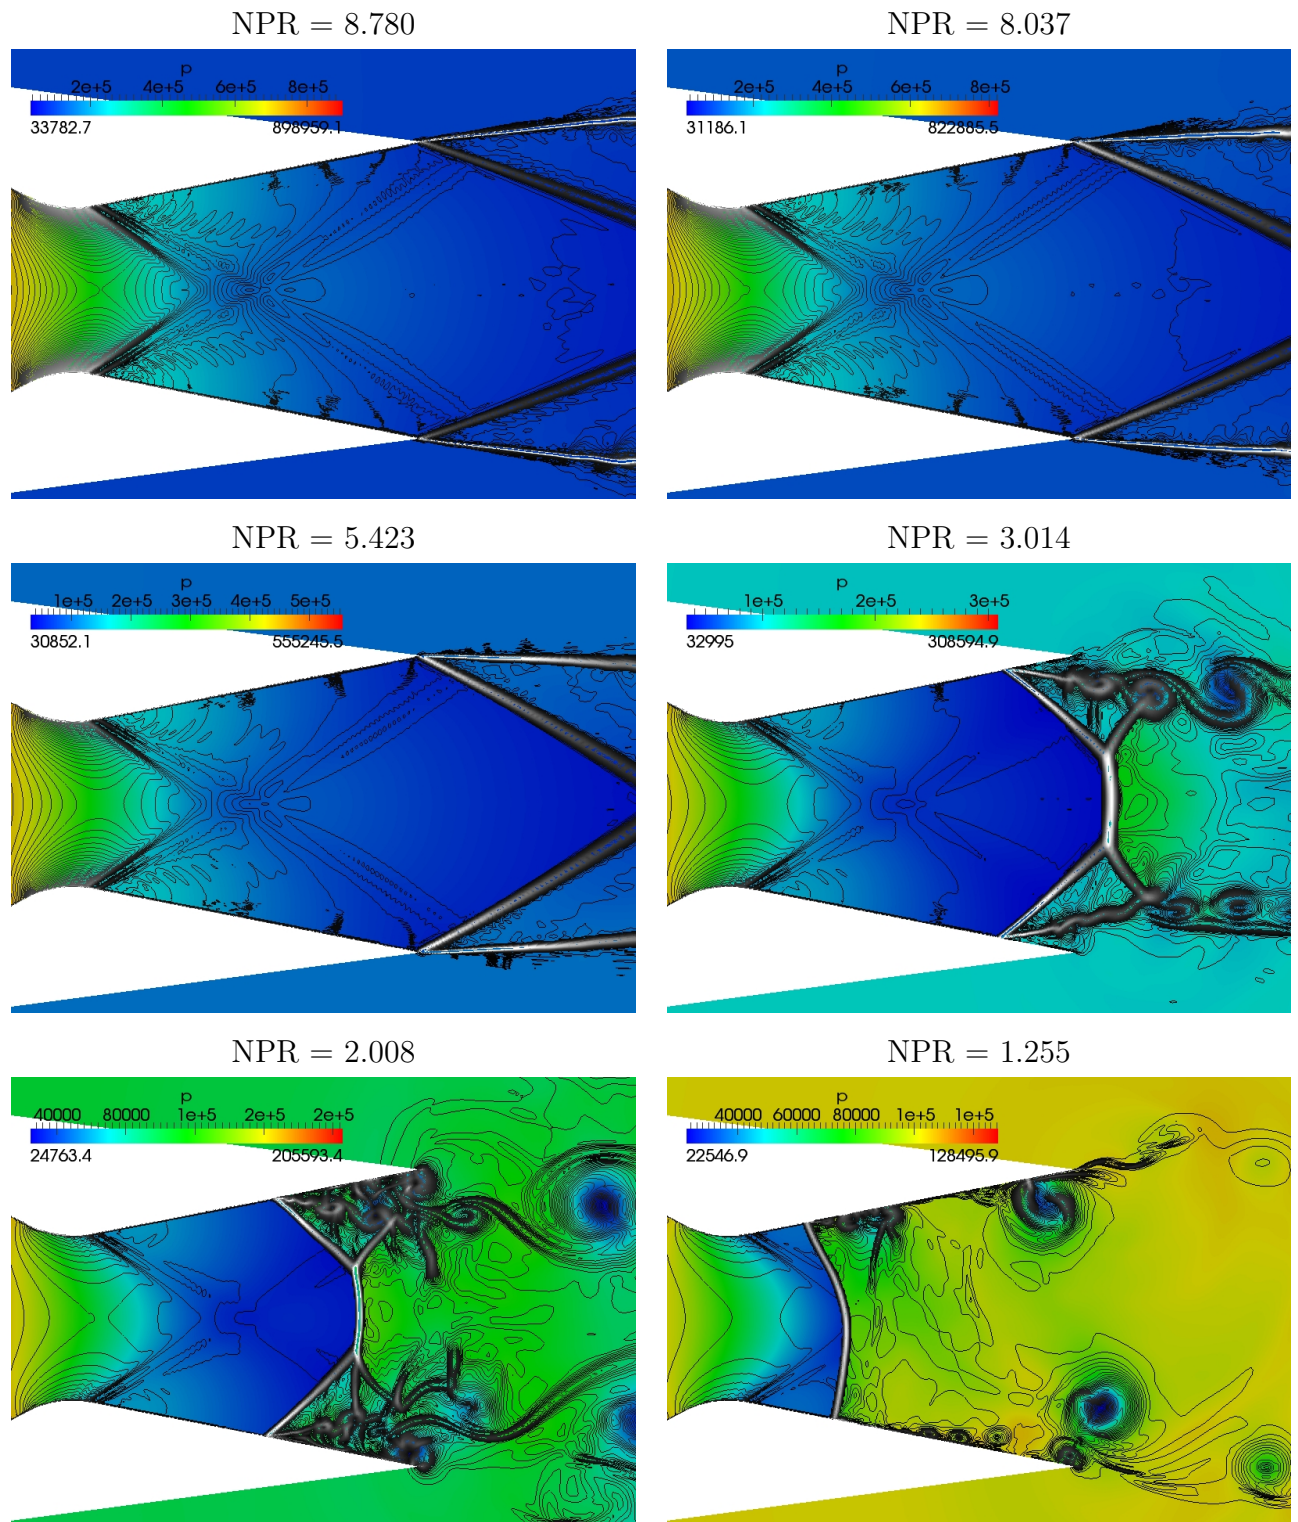 NPR = 8.780
p
2e+5 4e+5 6e+5 8e+5
33782.7 898959.1
NPR = 8.037
p
2e+5 4e+5 6e+5 8e+5
31186.1 822885.5
NPR = 5.423
p
1e+5 2e+5 3e+5 4e+5 5e+5
30852.1 555245.5
NPR = 3.014
p
1e+5 2e+5 3e+5
32995 308594.9
NPR = 2.008
p
40000 80000 1e+5 2e+5 2e+5
24763.4 205593.4
NPR = 1.255
p
40000 60000 80000 1e+5 1e+5
22546.9 128495.9